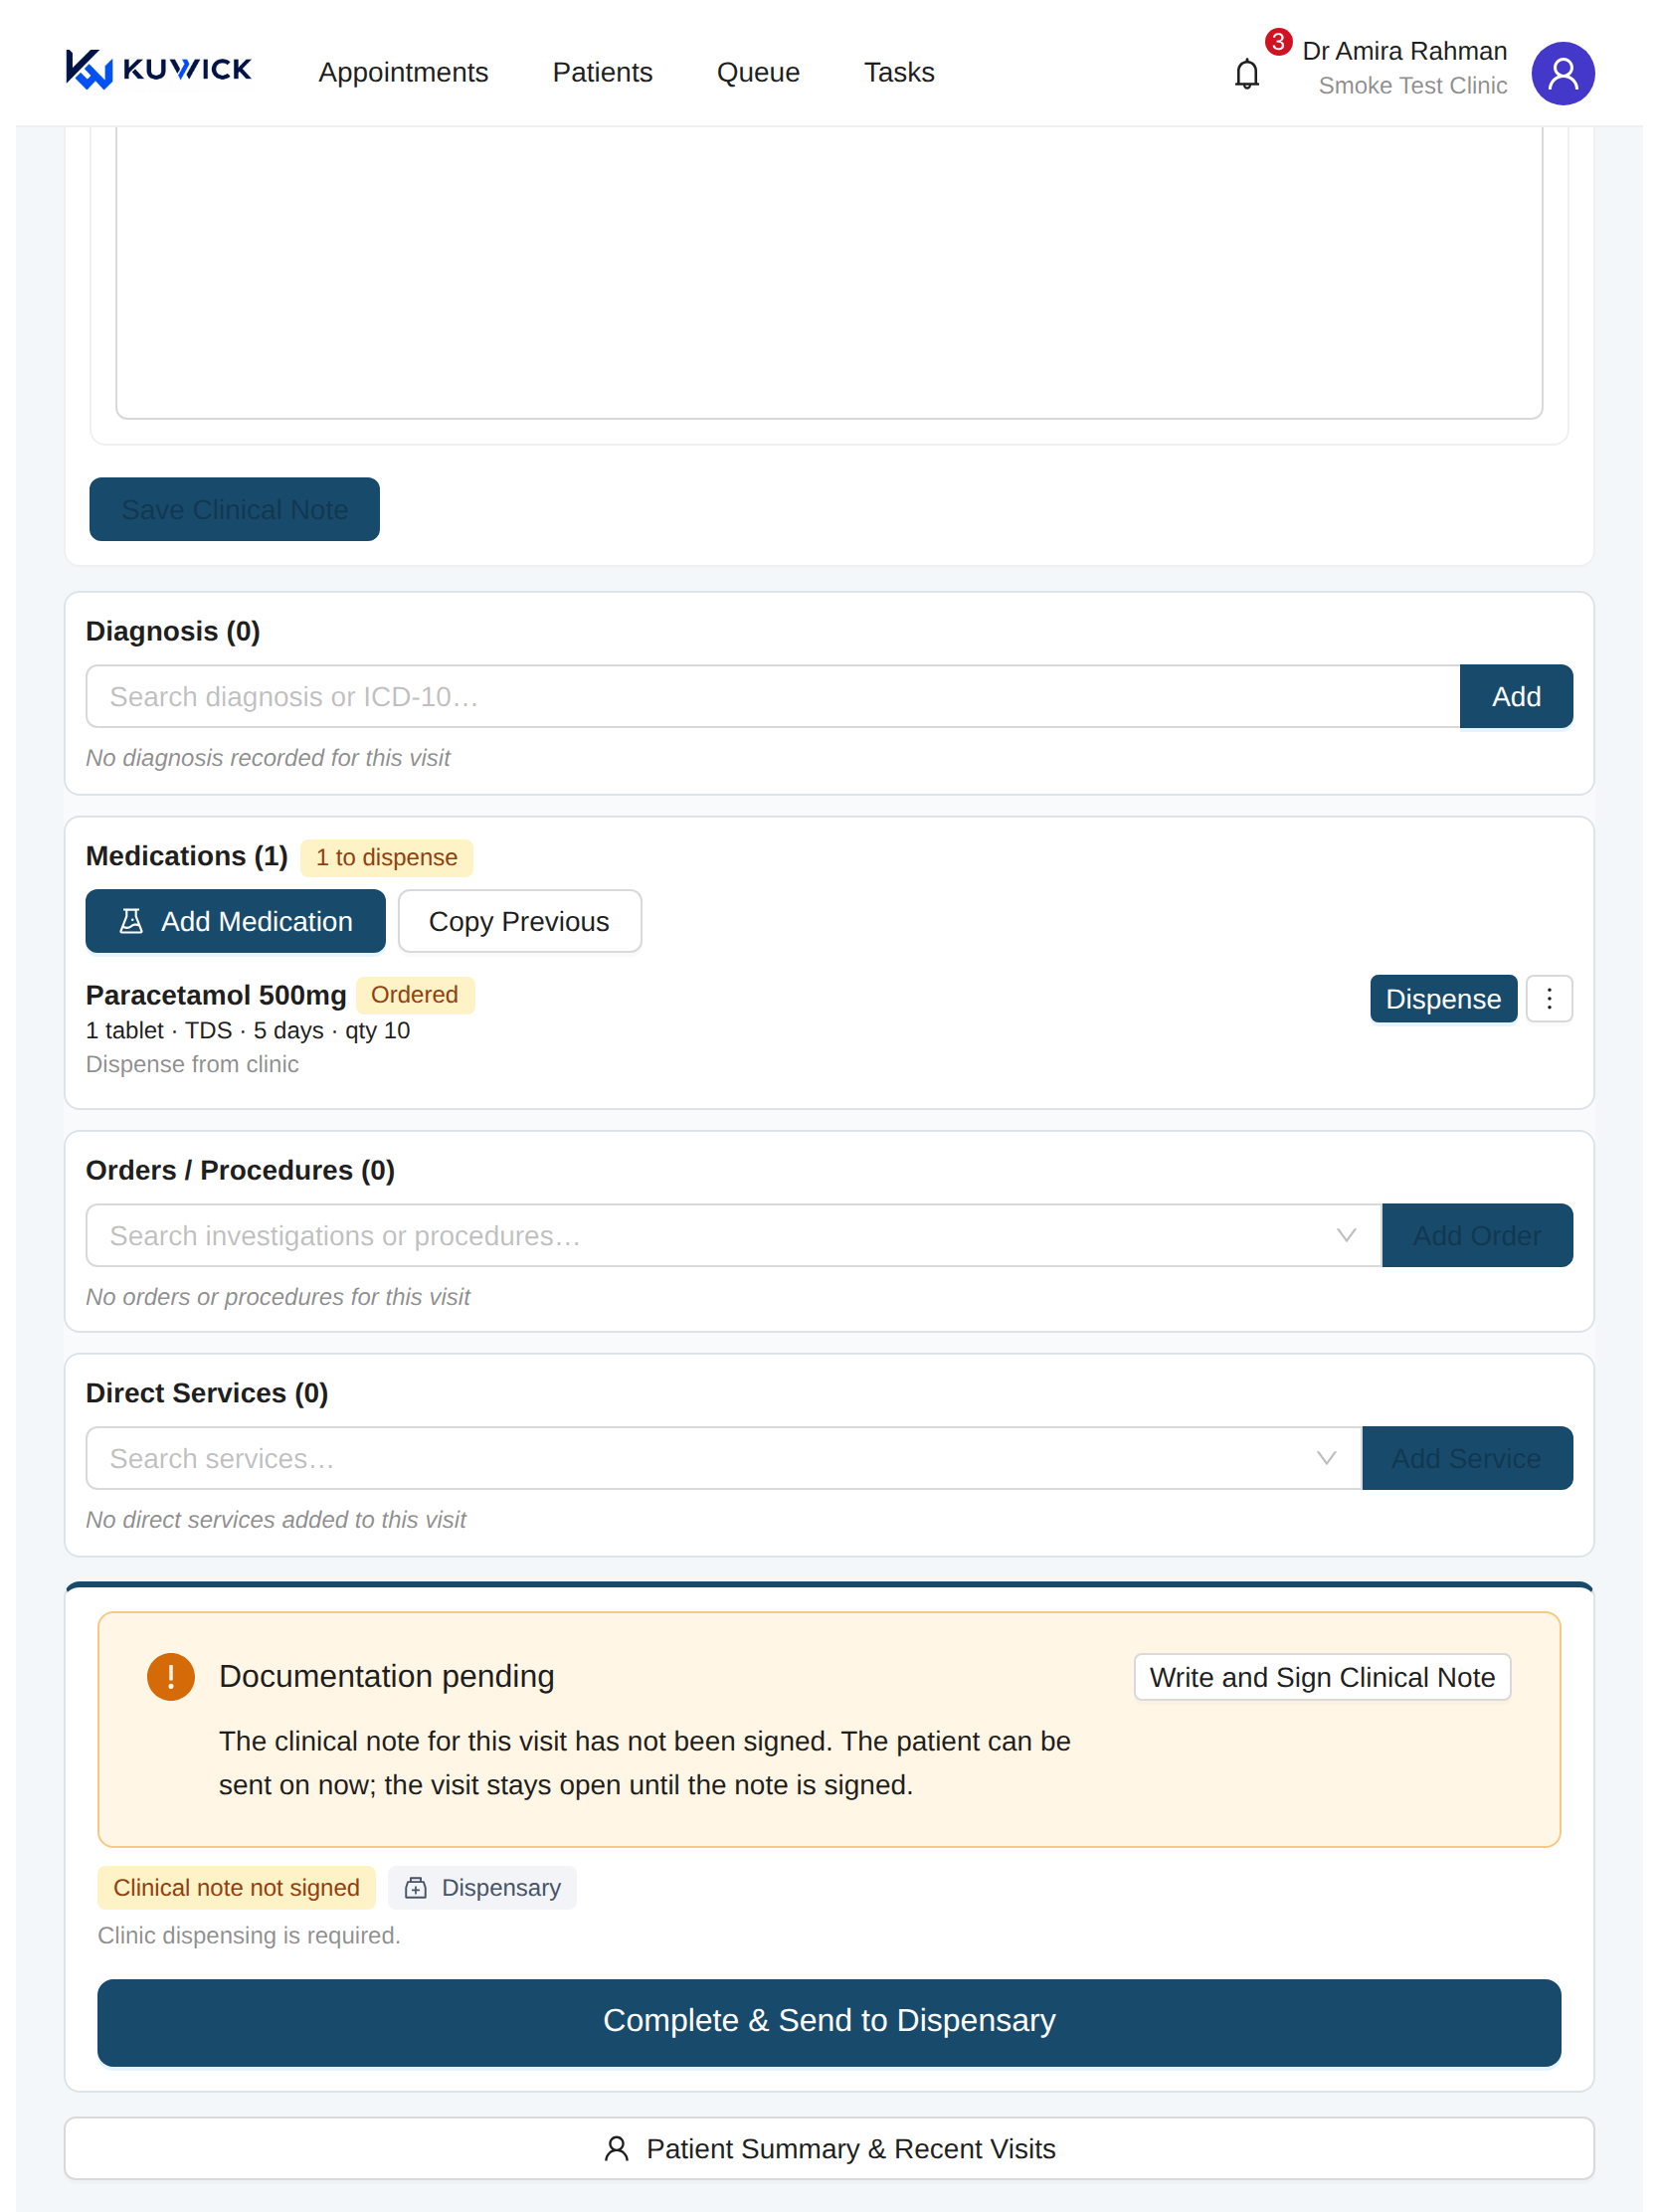 KUWICK
Appointments
Patients
Queue
Tasks
3
Dr Amira Rahman
Smoke Test Clinic
Save Clinical Note
Diagnosis (0)
Search diagnosis or ICD-10…
Add
No diagnosis recorded for this visit
Medications (1)
1 to dispense
Add Medication
Copy Previous
Paracetamol 500mg
Ordered
Dispense
1 tablet · TDS · 5 days · qty 10
Dispense from clinic
Orders / Procedures (0)
Search investigations or procedures…
Add Order
No orders or procedures for this visit
Direct Services (0)
Search services…
Add Service
No direct services added to this visit
Documentation pending
Write and Sign Clinical Note
The clinical note for this visit has not been signed. The patient can be
sent on now; the visit stays open until the note is signed.
Clinical note not signed
Dispensary
Clinic dispensing is required.
Complete & Send to Dispensary
Patient Summary & Recent Visits